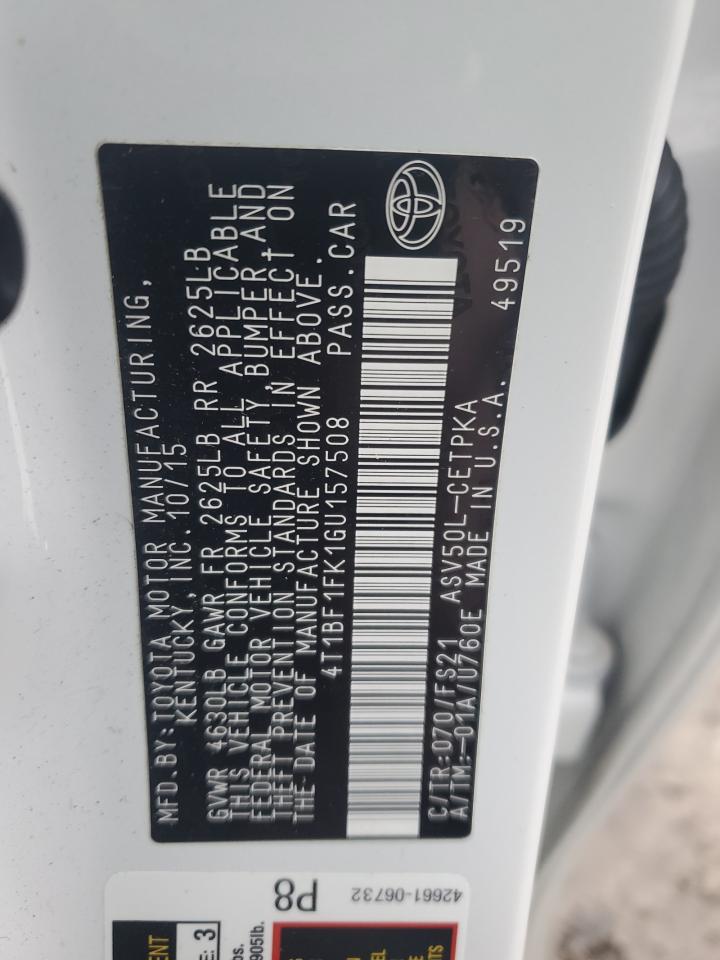 MFD.BY:TOYOTA MOTOR MANUFACTURING,
KENTUCKY, INC. 10/15
GVWR 4630LB GAWR FR 2625LB RR 2625LB
THIS VEHICLE CONFORMS TO ALL APPLICABLE
FEDERAL MOTOR VEHICLE SAFETY, BUMPER AND
THEFT PREVENTION STANDARDS IN EFFECT ON
THE DATE OF MANUFACTURE SHOWN ABOVE.
4T1BF1FK1GU157508 PASS.CAR
C/TR:070/FS21 ASV50L-CETPKA
A/TM:-01A/U760E MADE IN U.S.A. 49519
42661-06732
P8
905lb.
E: 3